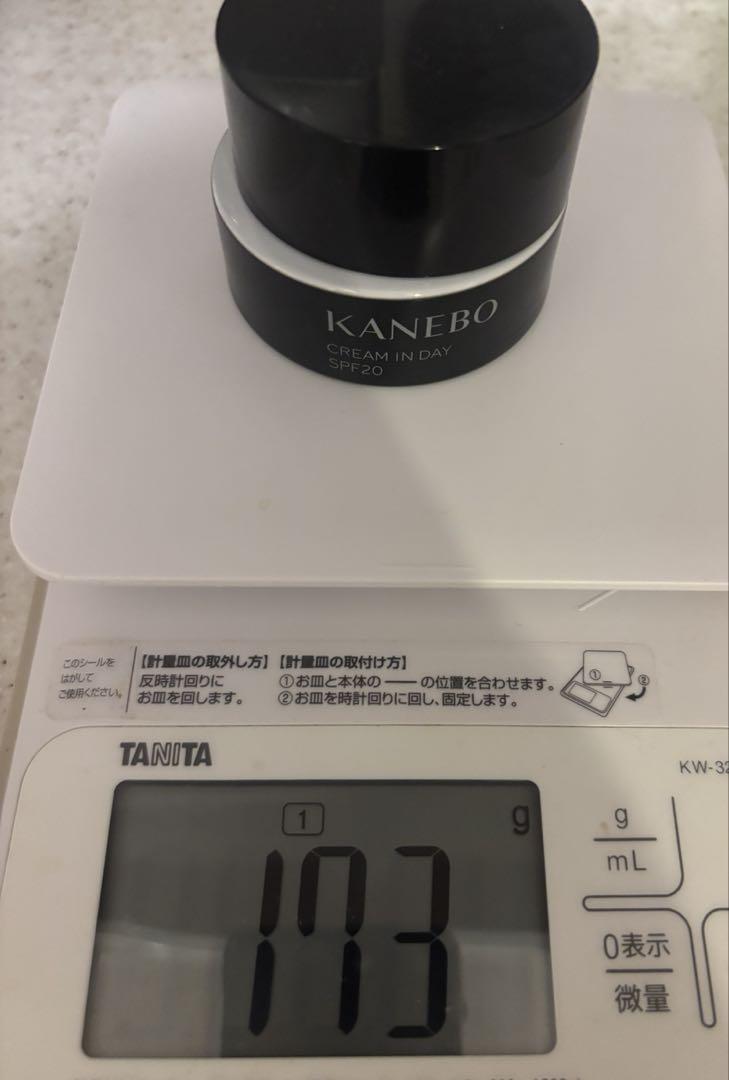 KANEBO
CREAM IN DAY
SPF20
このシールを
はがして
ご使用ください。
【計量皿の取外し方】
反時計回りに
お皿を回します。
【計量皿の取付け方】
①お皿と本体の ── の位置を合わせます。
②お皿を時計回りに回し、固定します。
① ②
TANITA
KW-32
1 g
173
g
mL
0表示
微量